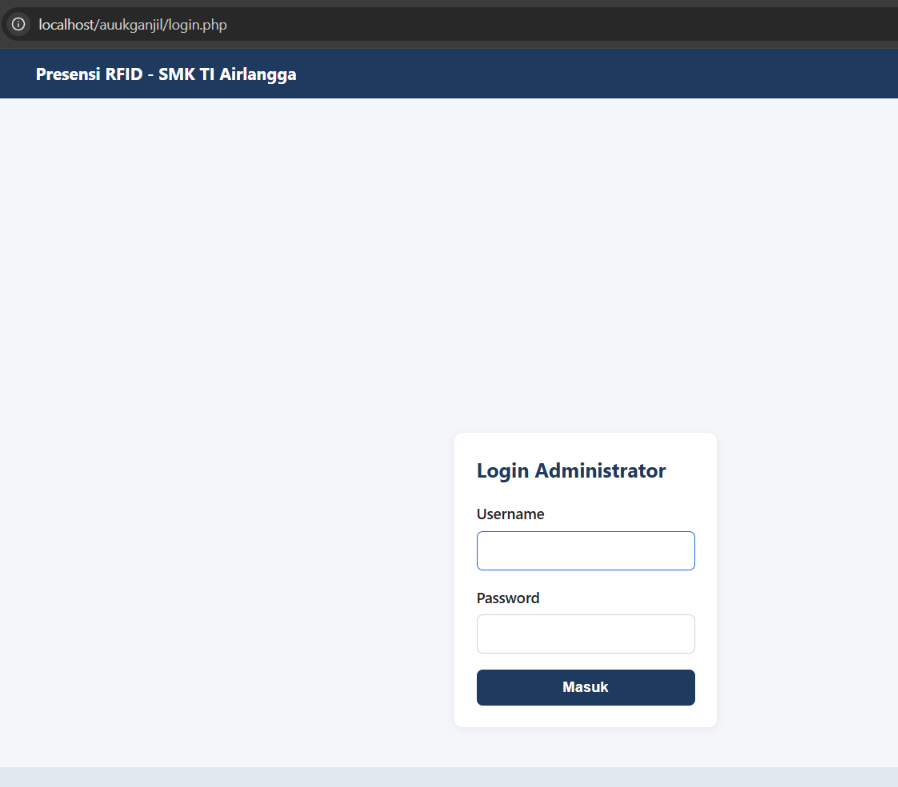 localhost/auukganjil/login.php
Presensi RFID - SMK TI Airlangga
Login Administrator
Username
Password
Masuk